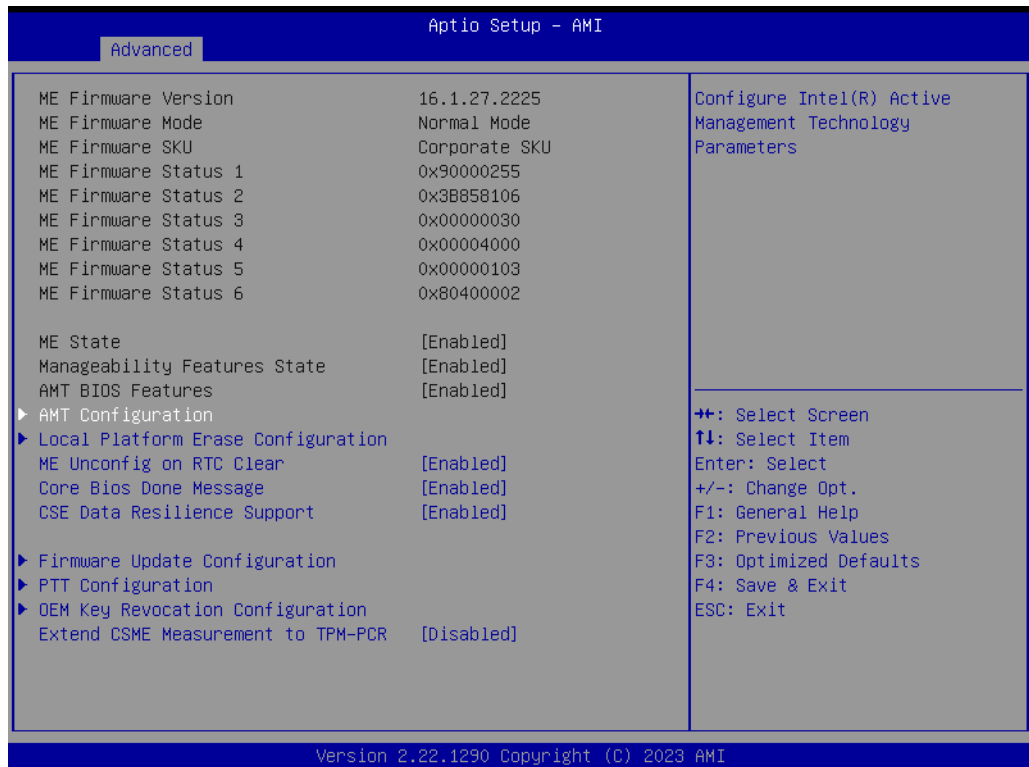 Aptio Setup – AMI
Advanced
ME Firmware Version 16.1.27.2225
ME Firmware Mode Normal Mode
ME Firmware SKU Corporate SKU
ME Firmware Status 1 0x90000255
ME Firmware Status 2 0x3B858106
ME Firmware Status 3 0x00000030
ME Firmware Status 4 0x00004000
ME Firmware Status 5 0x00000103
ME Firmware Status 6 0x80400002
ME State [Enabled]
Manageability Features State [Enabled]
AMT BIOS Features [Enabled]
AMT Configuration
Local Platform Erase Configuration
ME Unconfig on RTC Clear [Enabled]
Core Bios Done Message [Enabled]
CSE Data Resilience Support [Enabled]
Firmware Update Configuration
PTT Configuration
OEM Key Revocation Configuration
Extend CSME Measurement to TPM-PCR [Disabled]
Configure Intel(R) Active
Management Technology
Parameters
→←: Select Screen
↑↓: Select Item
Enter: Select
+/-: Change Opt.
F1: General Help
F2: Previous Values
F3: Optimized Defaults
F4: Save & Exit
ESC: Exit
Version 2.22.1290 Copyright (C) 2023 AMI